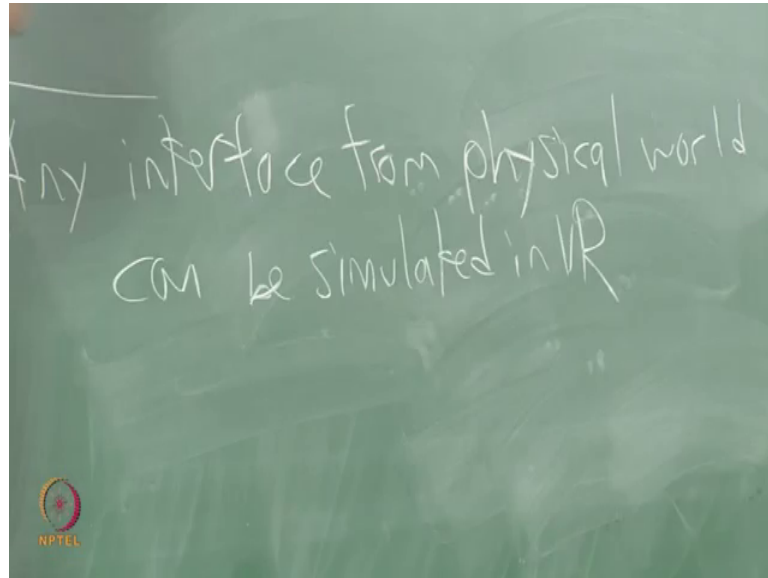 Any interface from physical world
can be simulated in VR
NPTEL